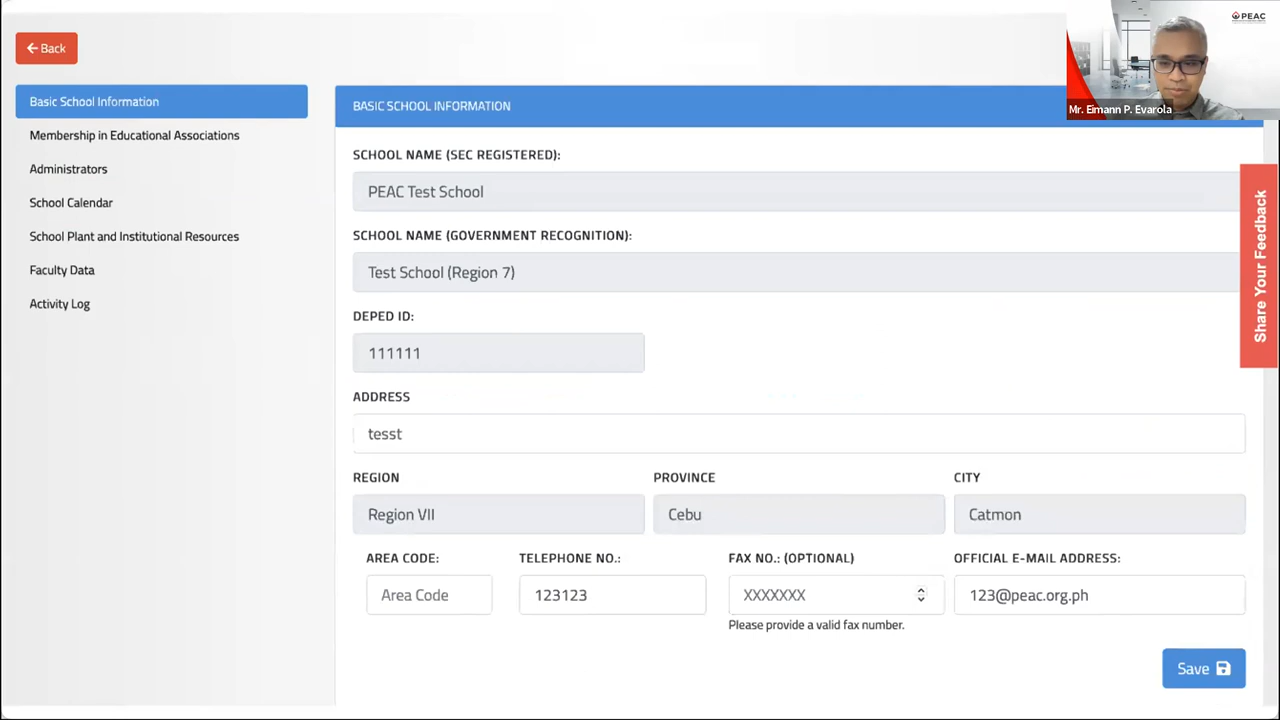 Back
PEAC
Mr. Eimann P. Evarola
Basic School Information
Membership in Educational Associations
Administrators
School Calendar
School Plant and Institutional Resources
Faculty Data
Activity Log
BASIC SCHOOL INFORMATION
SCHOOL NAME (SEC REGISTERED):
PEAC Test School
SCHOOL NAME (GOVERNMENT RECOGNITION):
Test School (Region 7)
DEPED ID:
111111
ADDRESS
tesst
REGION PROVINCE CITY
Region VII Cebu Catmon
AREA CODE: TELEPHONE NO.: FAX NO.: (OPTIONAL) OFFICIAL E-MAIL ADDRESS:
Area Code 123123 XXXXXXX 123@peac.org.ph
Please provide a valid fax number.
Save
Share Your Feedback